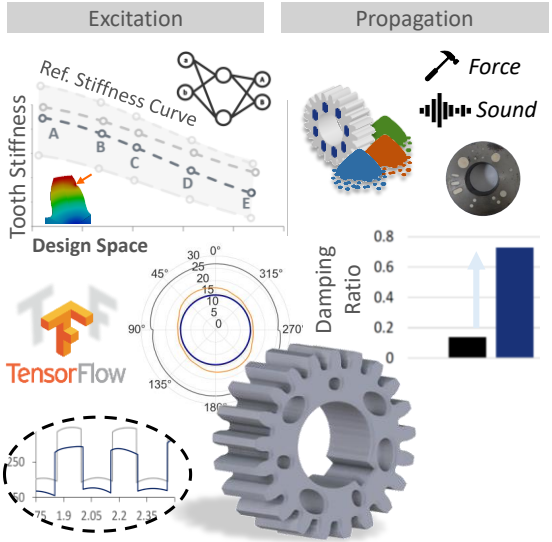 Excitation
Propagation
Ref. Stiffness Curve
Tooth Stiffness
a
b
A
B
A
B
C
D
E
Design Space
Force
Sound
TensorFlow
0°
30
25
20
15
10
5
0
45°
315°
90°
270°
135°
180°
Damping
Ratio
0.8
0.6
0.4
0.2
0
250
1.9
2.05
2.2
2.35